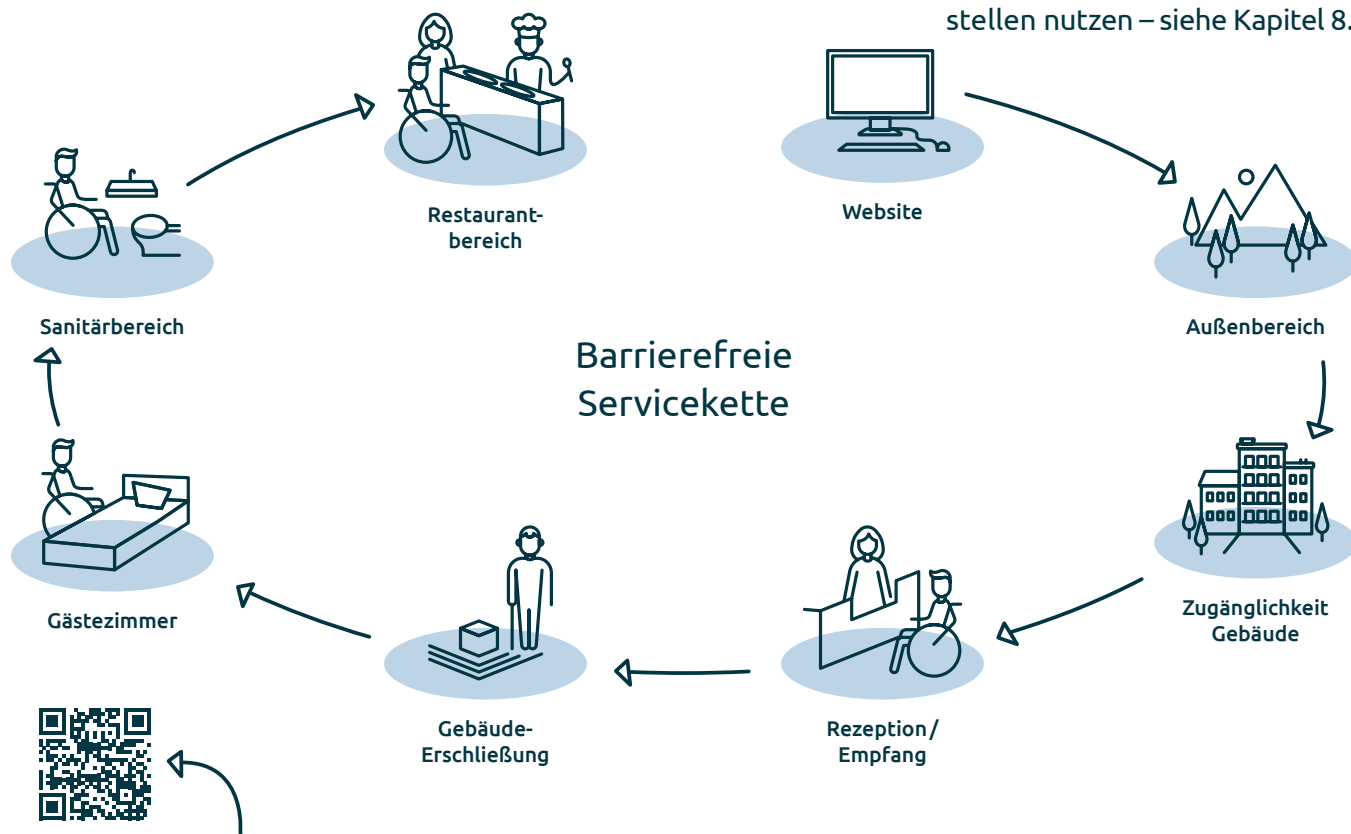 stellen nutzen – siehe Kapitel 8.
Restaurant-
bereich
Website
Sanitärbereich
Außenbereich
Barrierefreie
Servicekette
Gästezimmer
Zugänglichkeit
Gebäude
Gebäude-
Erschließung
Rezeption/
Empfang